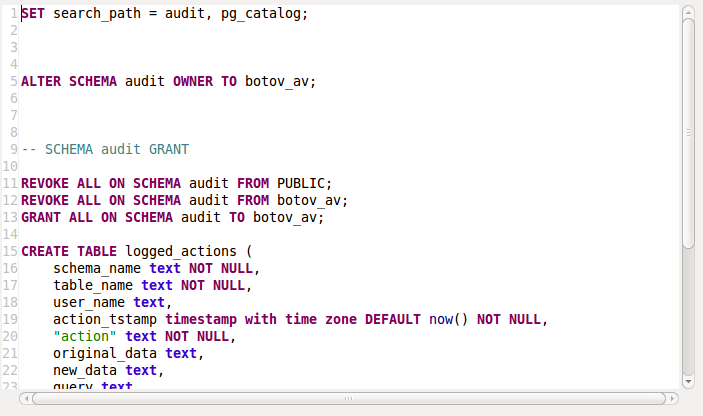 1 SET search_path = audit, pg_catalog;
2
3
4
5 ALTER SCHEMA audit OWNER TO botov_av;
6
7
8
9 -- SCHEMA audit GRANT
10
11 REVOKE ALL ON SCHEMA audit FROM PUBLIC;
12 REVOKE ALL ON SCHEMA audit FROM botov_av;
13 GRANT ALL ON SCHEMA audit TO botov_av;
14
15 CREATE TABLE logged_actions (
16 schema_name text NOT NULL,
17 table_name text NOT NULL,
18 user_name text,
19 action_tstamp timestamp with time zone DEFAULT now() NOT NULL,
20 "action" text NOT NULL,
21 original_data text,
22 new_data text,
23 query text,